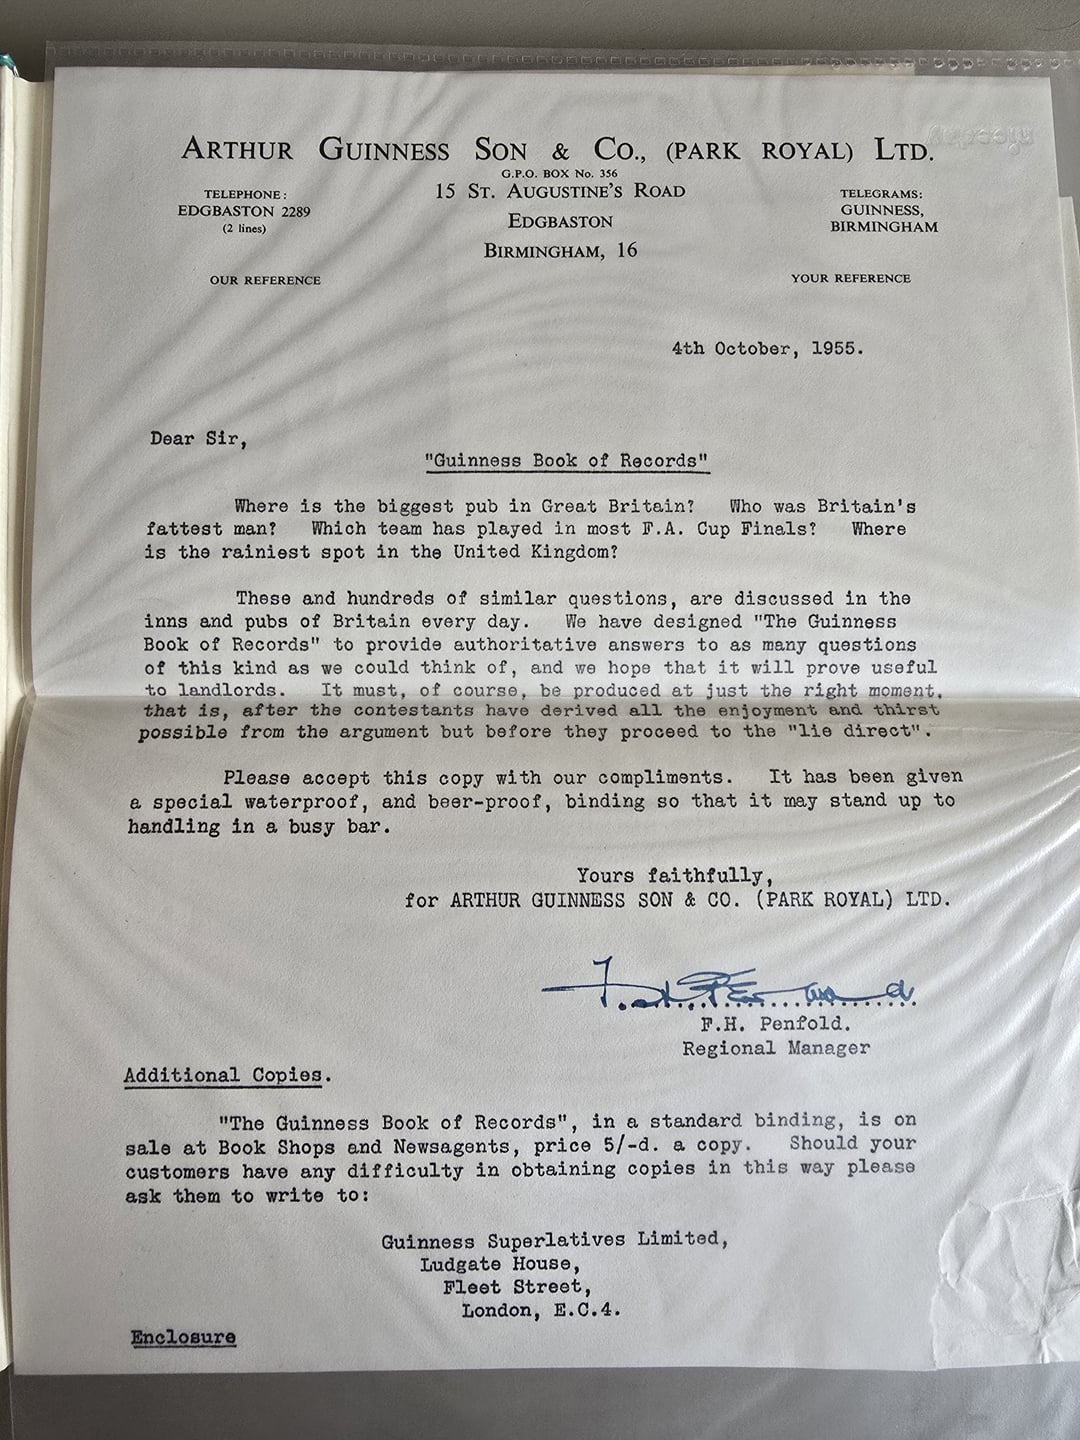 ARTHUR GUINNESS SON & CO., (PARK ROYAL) LTD.
G.P.O. BOX No. 356
TELEPHONE:
EDGBASTON 2289
(2 lines)
15 ST. AUGUSTINE'S ROAD
EDGBASTON
BIRMINGHAM, 16
TELEGRAMS:
GUINNESS,
BIRMINGHAM
OUR REFERENCE
YOUR REFERENCE
4th October, 1955.
Dear Sir,
"Guinness Book of Records"
Where is the biggest pub in Great Britain? Who was Britain's
fattest man? Which team has played in most F.A. Cup Finals? Where
is the rainiest spot in the United Kingdom?
These and hundreds of similar questions, are discussed in the
inns and pubs of Britain every day. We have designed "The Guinness
Book of Records" to provide authoritative answers to as many questions
of this kind as we could think of, and we hope that it will prove useful
to landlords. It must, of course, be produced at just the right moment,
that is, after the contestants have derived all the enjoyment and thirst
possible from the argument but before they proceed to the "lie direct".
Please accept this copy with our compliments. It has been given
a special waterproof, and beer-proof, binding so that it may stand up to
handling in a busy bar.
Yours faithfully,
for ARTHUR GUINNESS SON & CO. (PARK ROYAL) LTD.
F.H. Penfold.
Regional Manager
Additional Copies.
"The Guinness Book of Records", in a standard binding, is on
sale at Book Shops and Newsagents, price 5/-d. a copy. Should your
customers have any difficulty in obtaining copies in this way please
ask them to write to:
Guinness Superlatives Limited,
Ludgate House,
Fleet Street,
London, E.C.4.
Enclosure